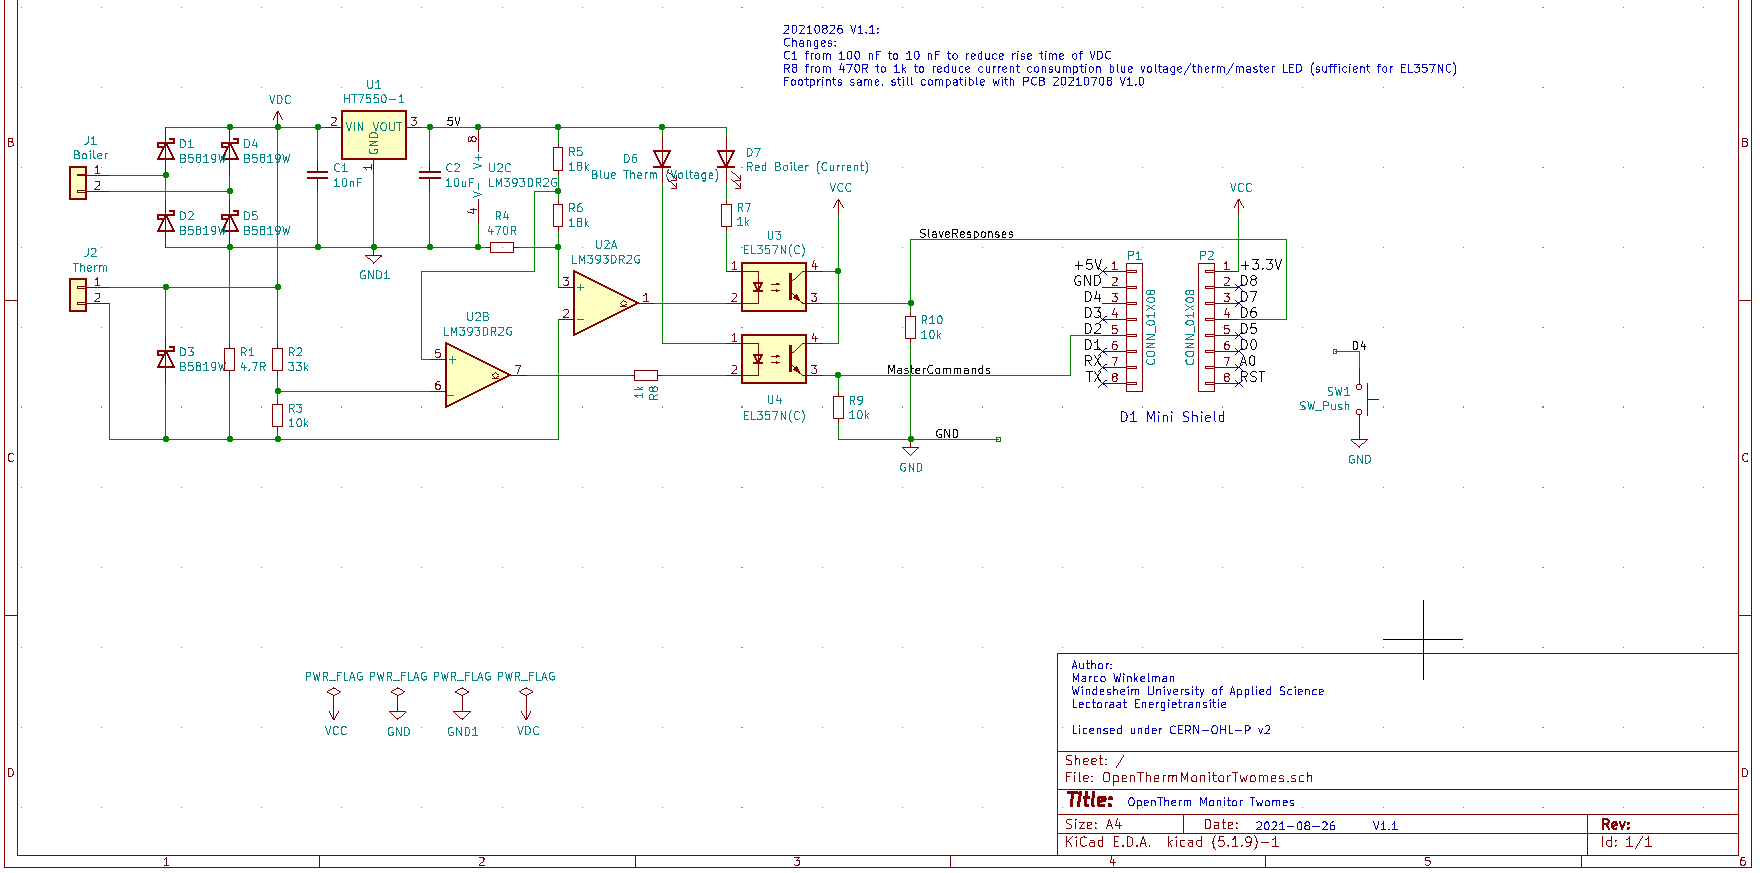 20210826 V1.1:
Changes:
C1 from 100 nF to 10 nF to reduce rise time of VDC
R8 from 470R to 1k to reduce current consumption blue voltage/therm/master LED (sufficient for EL357NC)
Footprints same, still compatible with PCB 20210708 V1.0
B
J1
Boiler
1
2
D1
B5819W
D4
B5819W
D2
B5819W
D5
B5819W
VDC
U1
HT7550-1
2
VIN
VOUT
GND
3
1
5V
C1
10nF
C2
10uF
8
V+
V-
4
U2C
LM393DR2G
R5
18k
R6
18k
R4
470R
GND1
D6
Blue Therm (Voltage)
D7
Red Boiler (Current)
R7
1k
VCC
J2
Therm
1
2
D3
B5819W
R1
4.7R
R2
33k
R3
10k
U2A
LM393DR2G
3
+
2
-
1
U2B
LM393DR2G
5
+
6
-
7
1k
R8
U3
EL357N(C)
1
2
4
3
1
2
4
3
U4
EL357N(C)
SlaveResponses
R10
10k
MasterCommands
R9
10k
GND
GND
VCC
P1
+5V
1
GND
2
D4
3
D3
4
D2
5
D1
6
RX
7
TX
8
CONN_01X08
P2
CONN_01X08
1
+3.3V
2
D8
3
D7
4
D6
5
D5
6
D0
7
A0
8
RST
D1 Mini Shield
D4
SW1
SW_Push
GND
B
C
C
PWR_FLAG
PWR_FLAG
PWR_FLAG
PWR_FLAG
VCC
GND
GND1
VDC
D
D
Author:
Marco Winkelman
Windesheim University of Applied Science
Lectoraat Energietransitie
Licensed under CERN-OHL-P v2
Sheet: /
File: OpenThermMonitorTwomes.sch
Title: OpenTherm Monitor Twomes
Size: A4
Date: 2021-08-26 V1.1
Rev:
KiCad E.D.A. kicad (5.1.9)-1
Id: 1/1
1
2
3
4
5
6